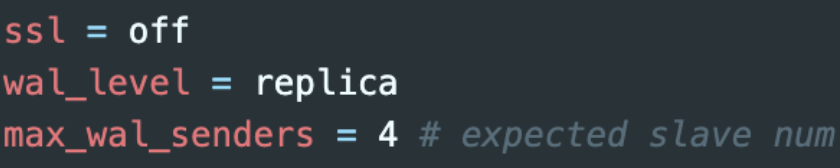 ssl = off
wal_level = replica
max_wal_senders = 4 # expected slave num